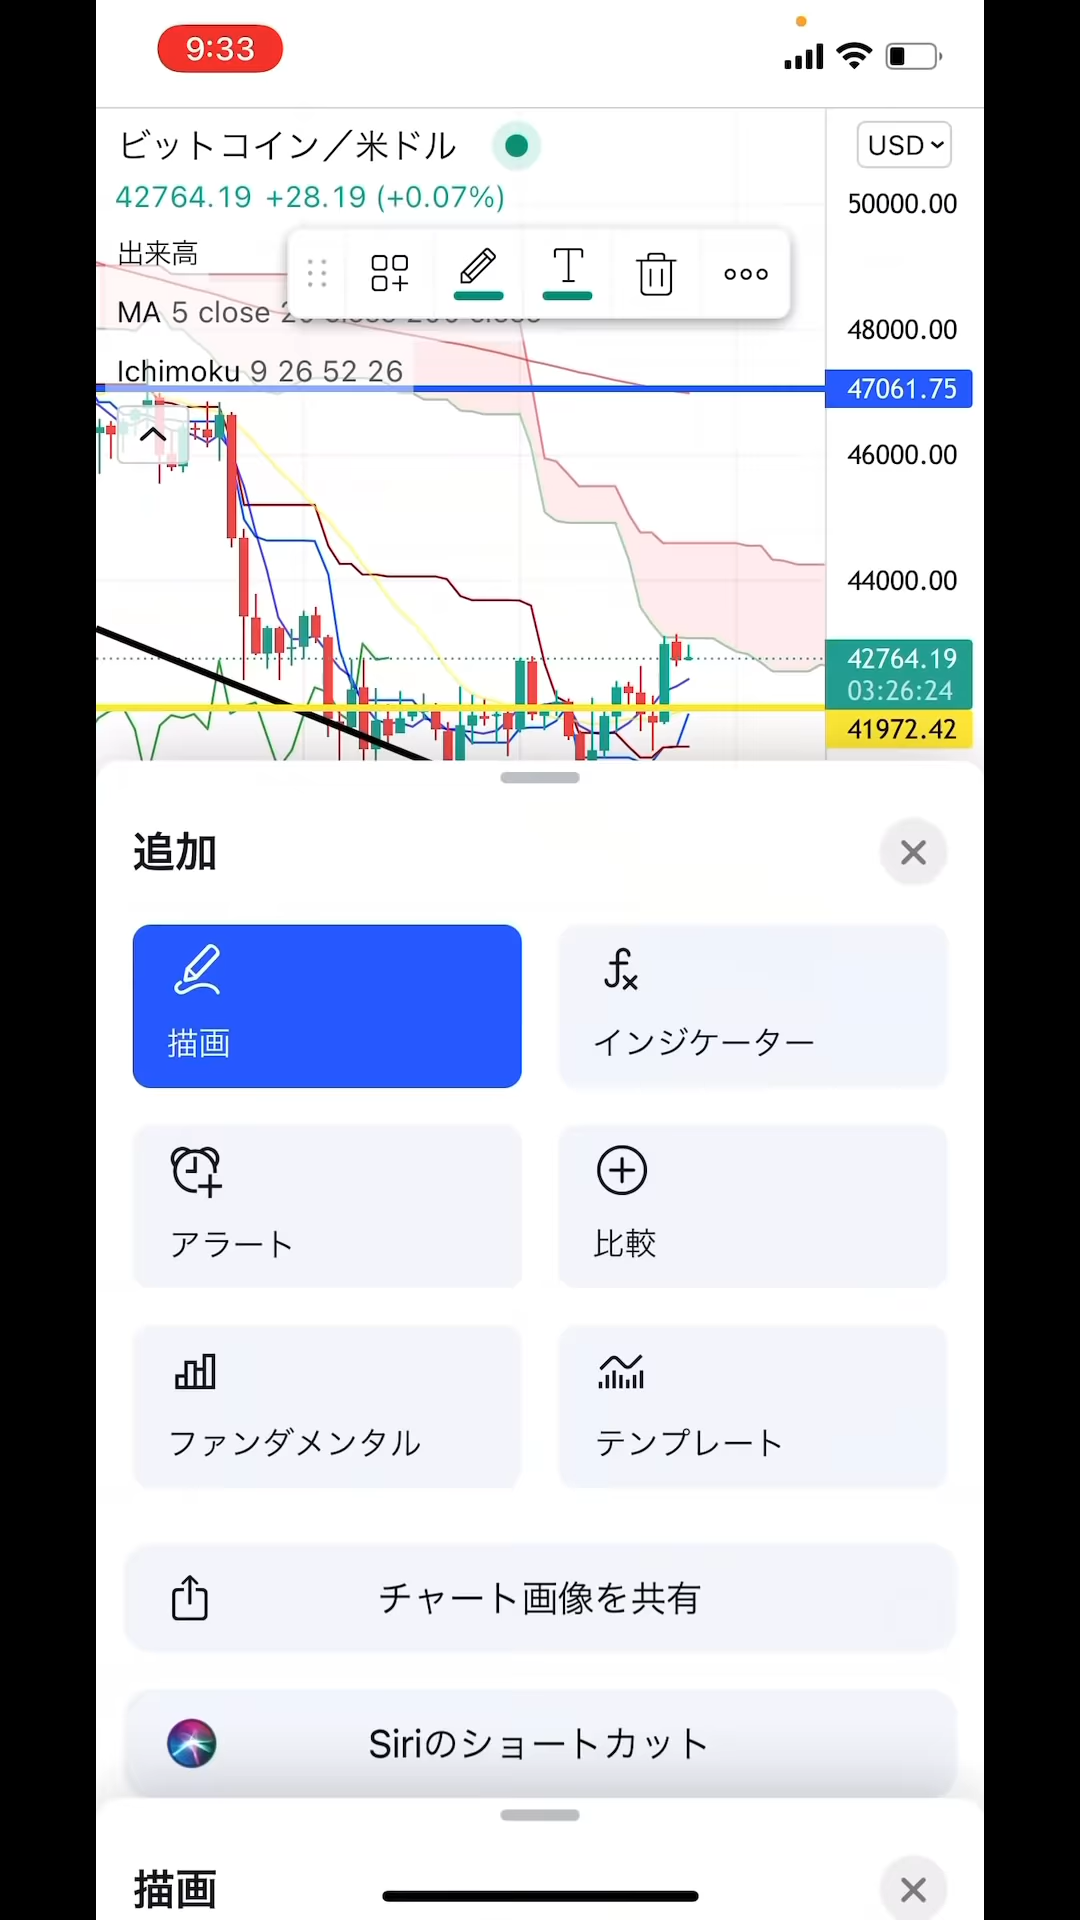 9:33
ビットコイン／米ドル
USD
42764.19 +28.19 (+0.07%)
50000.00
出来高
T
MA 5 close
48000.00
Ichimoku 9 26 52 26
47061.75
46000.00
44000.00
42764.19
03:26:24
41972.42
追加
描画
インジケーター
アラート
比較
ファンダメンタル
テンプレート
チャート画像を共有
Siriのショートカット
描画